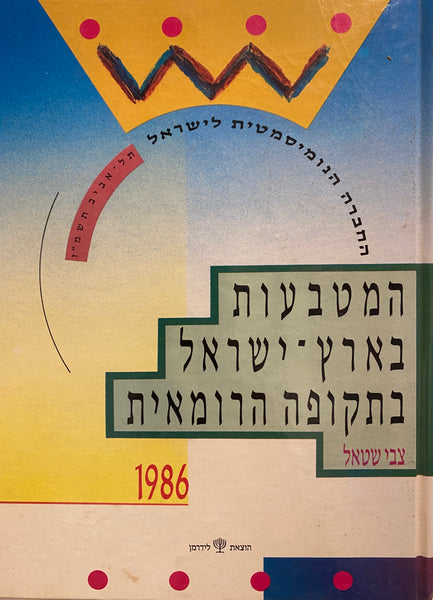 החברה הנומיסמטית לישראל
תל-אביב תשמ"ו
המטבעות
בארץ-ישראל
בתקופה הרומאית
צבי שטאל
1986
הוצאת לידרמן